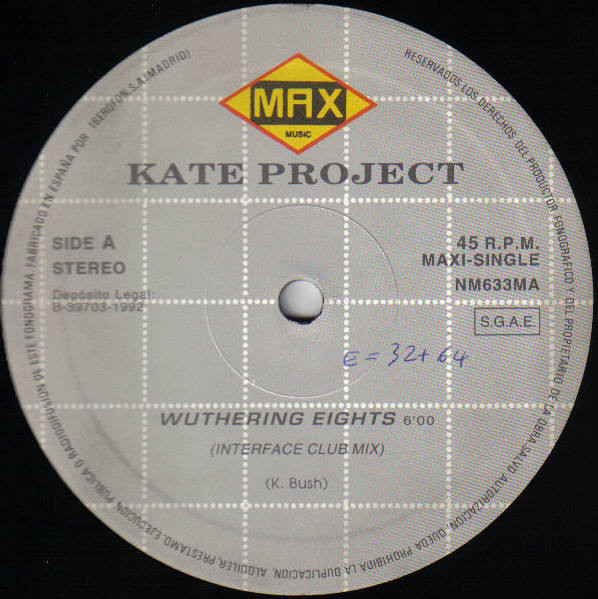 MAX
MUSIC
KATE PROJECT
SIDE A
STEREO
Depósito Legal:
B-39703-1992
45 R.P.M.
MAXI-SINGLE
NM633MA
S.G.A.E.
E = 32 + 64
WUTHERING EIGHTS 6'00
(INTERFACE CLUB MIX)
(K. Bush)
RESERVADOS LOS DERECHOS DEL PRODUCTOR FONOGRAFICO Y DEL PROPIETARIO DE LA OBRA. SALVO AUTORIZACION, QUEDA PROHIBIDA LA DUPLICACION, ALQUILER, PRESTAMO, EJECUCION PUBLICA O RADIODIFUSION DE ESTE FONOGRAMA. FABRICADO EN ESPAÑA POR IBEROFON, S.A. (MADRID)